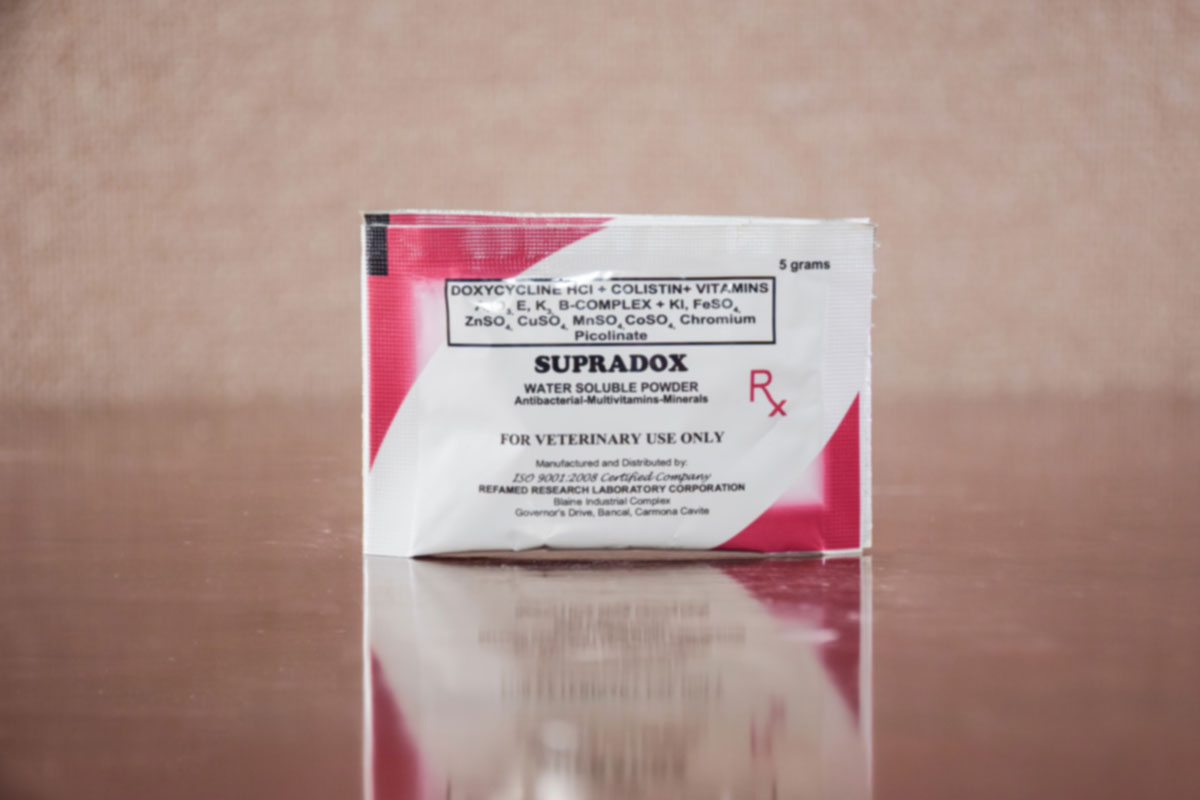 5 grams
DOXYCYCLINE HCl + COLISTIN+ VITAMINS
E, K3, B-COMPLEX + KI, FeSO4,
ZnSO4, CuSO4, MnSO4,CoSO4, Chromium
Picolinate
SUPRADOX
WATER SOLUBLE POWDER
Antibacterial-Multivitamins-Minerals
Rx
FOR VETERINARY USE ONLY
Manufactured and Distributed by:
ISO 9001:2008 Certified Company
REFAMED RESEARCH LABORATORY CORPORATION
Blaine Industrial Complex
Governor's Drive, Bancal, Carmona Cavite